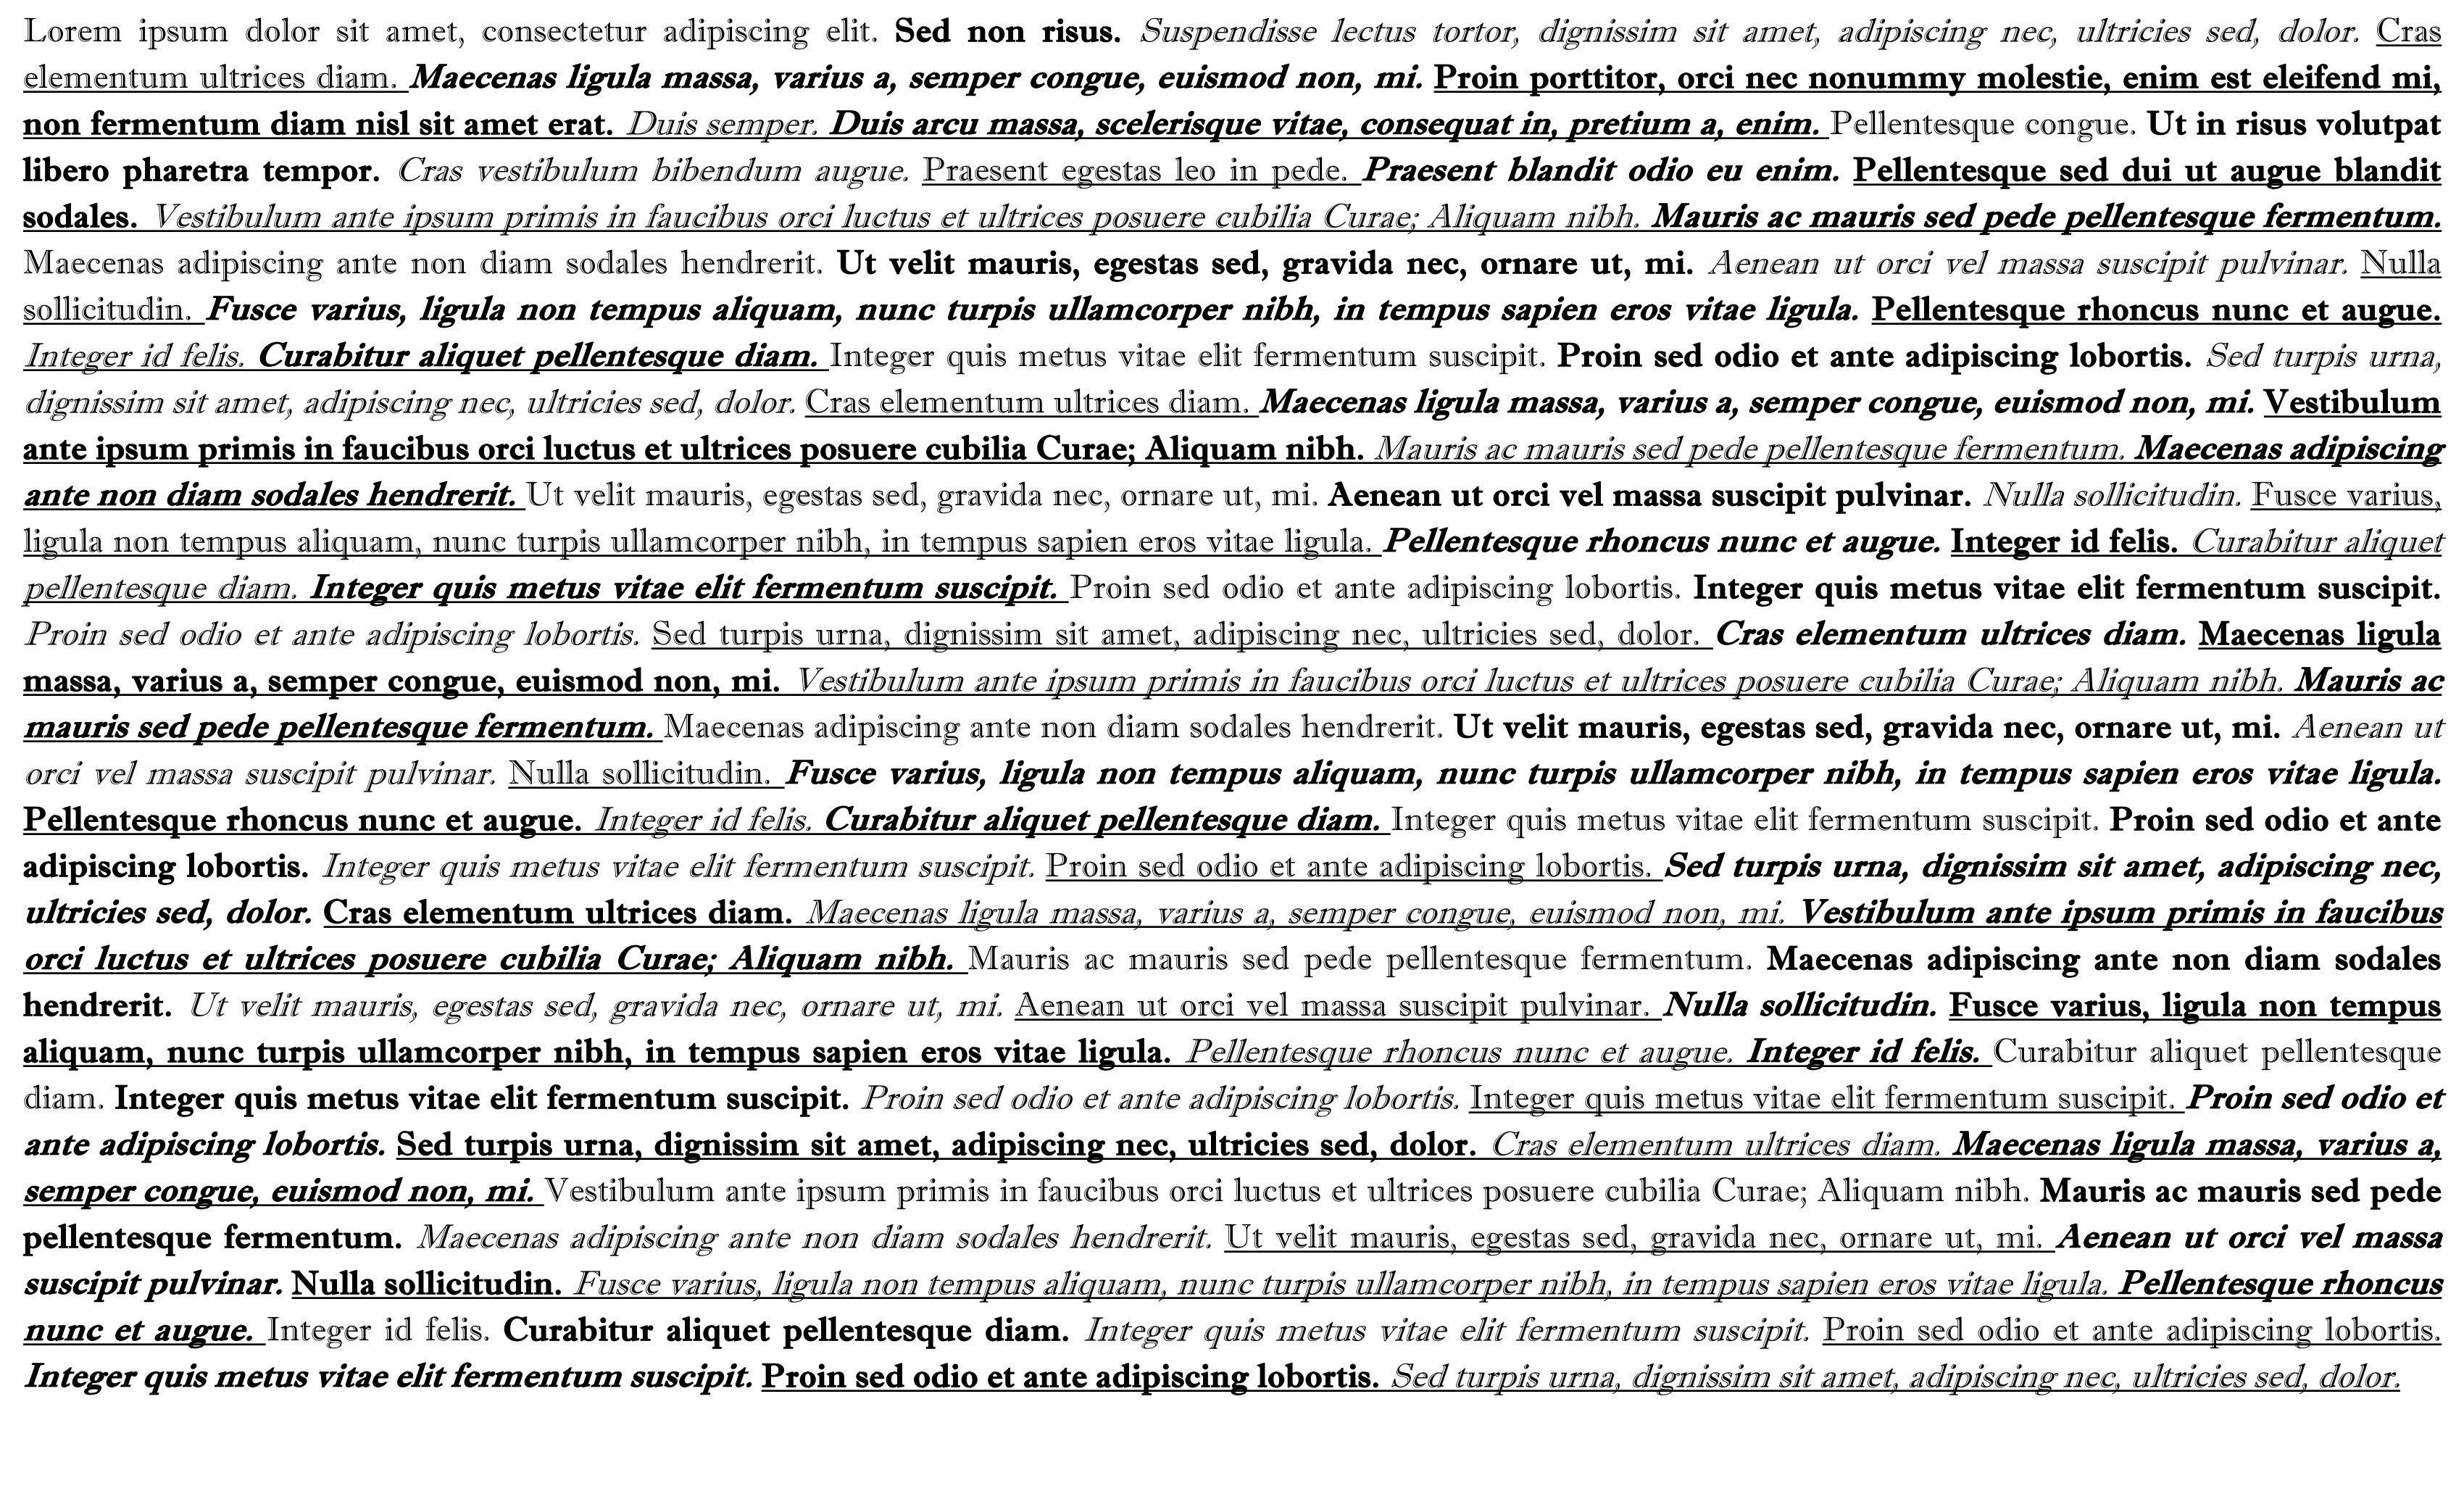 Lorem ipsum dolor sit amet, consectetur adipiscing elit. Sed non risus. Suspendisse lectus tortor, dignissim sit amet, adipiscing nec, ultricies sed, dolor. Cras
elementum ultrices diam. Maecenas ligula massa, varius a, semper congue, euismod non, mi. Proin porttitor, orci nec nonummy molestie, enim est eleifend mi,
non fermentum diam nisl sit amet erat. Duis semper. Duis arcu massa, scelerisque vitae, consequat in, pretium a, enim. Pellentesque congue. Ut in risus volutpat
libero pharetra tempor. Cras vestibulum bibendum augue. Praesent egestas leo in pede. Praesent blandit odio eu enim. Pellentesque sed dui ut augue blandit
sodales. Vestibulum ante ipsum primis in faucibus orci luctus et ultrices posuere cubilia Curae; Aliquam nibh. Mauris ac mauris sed pede pellentesque fermentum.
Maecenas adipiscing ante non diam sodales hendrerit. Ut velit mauris, egestas sed, gravida nec, ornare ut, mi. Aenean ut orci vel massa suscipit pulvinar. Nulla
sollicitudin. Fusce varius, ligula non tempus aliquam, nunc turpis ullamcorper nibh, in tempus sapien eros vitae ligula. Pellentesque rhoncus nunc et augue.
Integer id felis. Curabitur aliquet pellentesque diam. Integer quis metus vitae elit fermentum suscipit. Proin sed odio et ante adipiscing lobortis. Sed turpis urna,
dignissim sit amet, adipiscing nec, ultricies sed, dolor. Cras elementum ultrices diam. Maecenas ligula massa, varius a, semper congue, euismod non, mi. Vestibulum
ante ipsum primis in faucibus orci luctus et ultrices posuere cubilia Curae; Aliquam nibh. Mauris ac mauris sed pede pellentesque fermentum. Maecenas adipiscing
ante non diam sodales hendrerit. Ut velit mauris, egestas sed, gravida nec, ornare ut, mi. Aenean ut orci vel massa suscipit pulvinar. Nulla sollicitudin. Fusce varius,
ligula non tempus aliquam, nunc turpis ullamcorper nibh, in tempus sapien eros vitae ligula. Pellentesque rhoncus nunc et augue. Integer id felis. Curabitur aliquet
pellentesque diam. Integer quis metus vitae elit fermentum suscipit. Proin sed odio et ante adipiscing lobortis. Integer quis metus vitae elit fermentum suscipit.
Proin sed odio et ante adipiscing lobortis. Sed turpis urna, dignissim sit amet, adipiscing nec, ultricies sed, dolor. Cras elementum ultrices diam. Maecenas ligula
massa, varius a, semper congue, euismod non, mi. Vestibulum ante ipsum primis in faucibus orci luctus et ultrices posuere cubilia Curae; Aliquam nibh. Mauris ac
mauris sed pede pellentesque fermentum. Maecenas adipiscing ante non diam sodales hendrerit. Ut velit mauris, egestas sed, gravida nec, ornare ut, mi. Aenean ut
orci vel massa suscipit pulvinar. Nulla sollicitudin. Fusce varius, ligula non tempus aliquam, nunc turpis ullamcorper nibh, in tempus sapien eros vitae ligula.
Pellentesque rhoncus nunc et augue. Integer id felis. Curabitur aliquet pellentesque diam. Integer quis metus vitae elit fermentum suscipit. Proin sed odio et ante
adipiscing lobortis. Integer quis metus vitae elit fermentum suscipit. Proin sed odio et ante adipiscing lobortis. Sed turpis urna, dignissim sit amet, adipiscing nec,
ultricies sed, dolor. Cras elementum ultrices diam. Maecenas ligula massa, varius a, semper congue, euismod non, mi. Vestibulum ante ipsum primis in faucibus
orci luctus et ultrices posuere cubilia Curae; Aliquam nibh. Mauris ac mauris sed pede pellentesque fermentum. Maecenas adipiscing ante non diam sodales
hendrerit. Ut velit mauris, egestas sed, gravida nec, ornare ut, mi. Aenean ut orci vel massa suscipit pulvinar. Nulla sollicitudin. Fusce varius, ligula non tempus
aliquam, nunc turpis ullamcorper nibh, in tempus sapien eros vitae ligula. Pellentesque rhoncus nunc et augue. Integer id felis. Curabitur aliquet pellentesque
diam. Integer quis metus vitae elit fermentum suscipit. Proin sed odio et ante adipiscing lobortis. Integer quis metus vitae elit fermentum suscipit. Proin sed odio et
ante adipiscing lobortis. Sed turpis urna, dignissim sit amet, adipiscing nec, ultricies sed, dolor. Cras elementum ultrices diam. Maecenas ligula massa, varius a,
semper congue, euismod non, mi. Vestibulum ante ipsum primis in faucibus orci luctus et ultrices posuere cubilia Curae; Aliquam nibh. Mauris ac mauris sed pede
pellentesque fermentum. Maecenas adipiscing ante non diam sodales hendrerit. Ut velit mauris, egestas sed, gravida nec, ornare ut, mi. Aenean ut orci vel massa
suscipit pulvinar. Nulla sollicitudin. Fusce varius, ligula non tempus aliquam, nunc turpis ullamcorper nibh, in tempus sapien eros vitae ligula. Pellentesque rhoncus
nunc et augue. Integer id felis. Curabitur aliquet pellentesque diam. Integer quis metus vitae elit fermentum suscipit. Proin sed odio et ante adipiscing lobortis.
Integer quis metus vitae elit fermentum suscipit. Proin sed odio et ante adipiscing lobortis. Sed turpis urna, dignissim sit amet, adipiscing nec, ultricies sed, dolor.